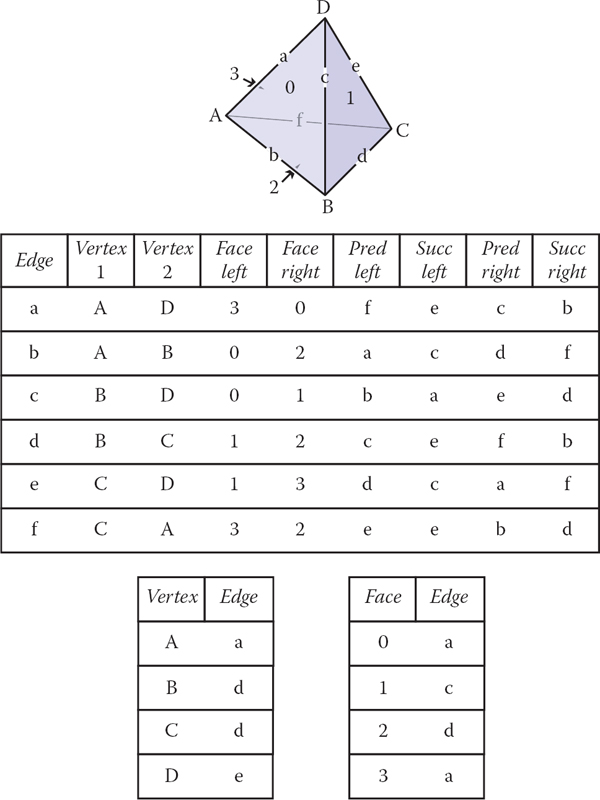 D
a
e
3
0
c
1
A
f
C
b
d
2
B
Edge Vertex 1 Vertex 2 Face left Face right Pred left Succ left Pred right Succ right
a A D 3 0 f e c b
b A B 0 2 a c d f
c B D 0 1 b a e d
d B C 1 2 c e f b
e C D 1 3 d c a f
f C A 3 2 e e b d
Vertex Edge
A a
B d
C d
D e
Face Edge
0 a
1 c
2 d
3 a